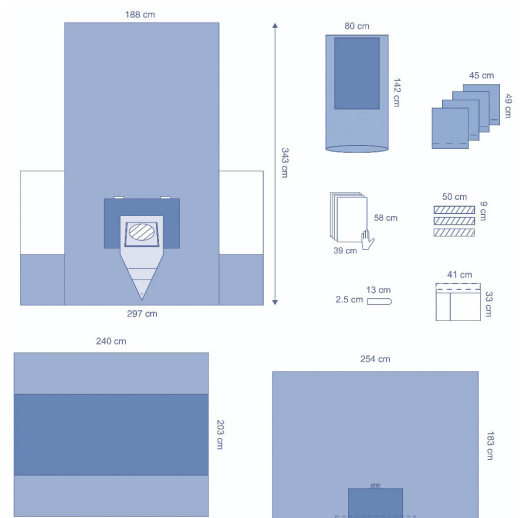 188 cm
343 cm
297 cm
80 cm
142 cm
45 cm
49 cm
58 cm
39 cm
50 cm
9 cm
13 cm
2.5 cm
41 cm
33 cm
240 cm
203 cm
254 cm
183 cm